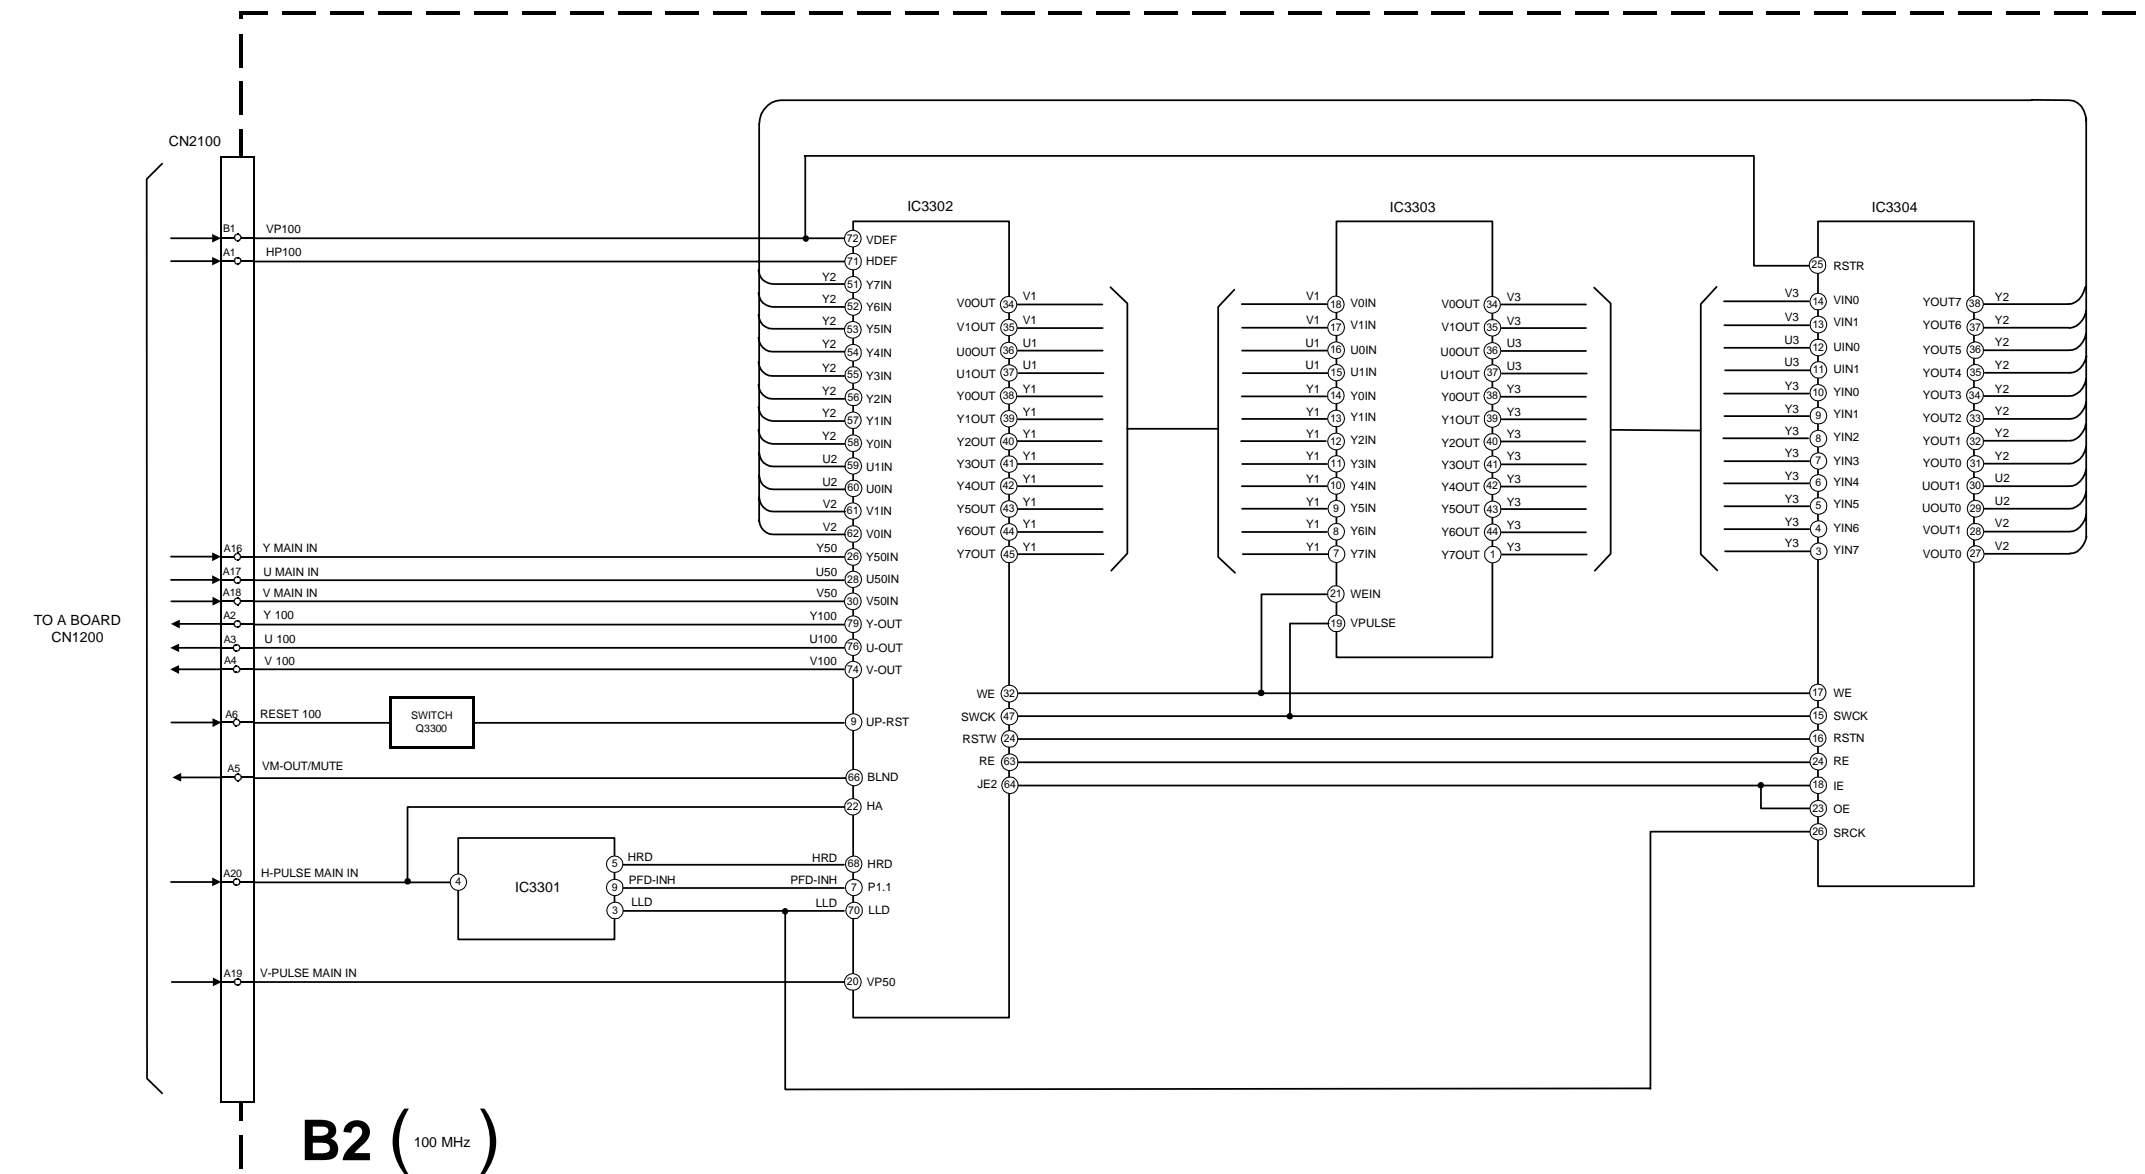 CN2100
TO A BOARD
CN1200
B1 VP100
A1 HP100
A16 Y MAIN IN Y50
A17 U MAIN IN U50
A18 V MAIN IN V50
A2 Y 100 Y100
A3 U 100 U100
A4 V 100 V100
A6 RESET 100
SWITCH
Q3300
A5 VM-OUT/MUTE
A20 H-PULSE MAIN IN
A19 V-PULSE MAIN IN
4 IC3301
5 HRD HRD
9 PFD-INH PFD-INH
3 LLD LLD
IC3302
72 VDEF
71 HDEF
Y2 51 Y7IN
Y2 52 Y6IN
Y2 53 Y5IN
Y2 54 Y4IN
Y2 55 Y3IN
Y2 56 Y2IN
Y2 57 Y1IN
Y2 58 Y0IN
U2 59 U1IN
U2 60 U0IN
V2 61 V1IN
V2 62 V0IN
26 Y50IN
28 U50IN
30 V50IN
79 Y-OUT
76 U-OUT
74 V-OUT
9 UP-RST
66 BLND
22 HA
68 HRD
7 P1.1
70 LLD
20 VP50
V0OUT 34 V1
V1OUT 35 V1
U0OUT 36 U1
U1OUT 37 U1
Y0OUT 38 Y1
Y1OUT 39 Y1
Y2OUT 40 Y1
Y3OUT 41 Y1
Y4OUT 42 Y1
Y5OUT 43 Y1
Y6OUT 44 Y1
Y7OUT 45 Y1
WE 32
SWCK 47
RSTW 24
RE 63
JE2 64
IC3303
V1 18 V0IN
V1 17 V1IN
U1 16 U0IN
U1 15 U1IN
Y1 14 Y0IN
Y1 13 Y1IN
Y1 12 Y2IN
Y1 11 Y3IN
Y1 10 Y4IN
Y1 9 Y5IN
Y1 8 Y6IN
Y1 7 Y7IN
21 WEIN
19 VPULSE
V0OUT 34 V3
V1OUT 35 V3
U0OUT 36 U3
U1OUT 37 U3
Y0OUT 38 Y3
Y1OUT 39 Y3
Y2OUT 40 Y3
Y3OUT 41 Y3
Y4OUT 42 Y3
Y5OUT 43 Y3
Y6OUT 44 Y3
Y7OUT 1 Y3
IC3304
25 RSTR
V3 14 VIN0
V3 13 VIN1
U3 12 UIN0
U3 11 UIN1
Y3 10 YIN0
Y3 9 YIN1
Y3 8 YIN2
Y3 7 YIN3
Y3 6 YIN4
Y3 5 YIN5
Y3 4 YIN6
Y3 3 YIN7
17 WE
15 SWCK
16 RSTN
24 RE
18 IE
23 OE
26 SRCK
YOUT7 38 Y2
YOUT6 37 Y2
YOUT5 36 Y2
YOUT4 35 Y2
YOUT3 34 Y2
YOUT2 33 Y2
YOUT1 32 Y2
YOUT0 31 Y2
UOUT1 30 U2
UOUT0 29 U2
VOUT1 28 V2
VOUT0 27 V2
B2 (100 MHz)